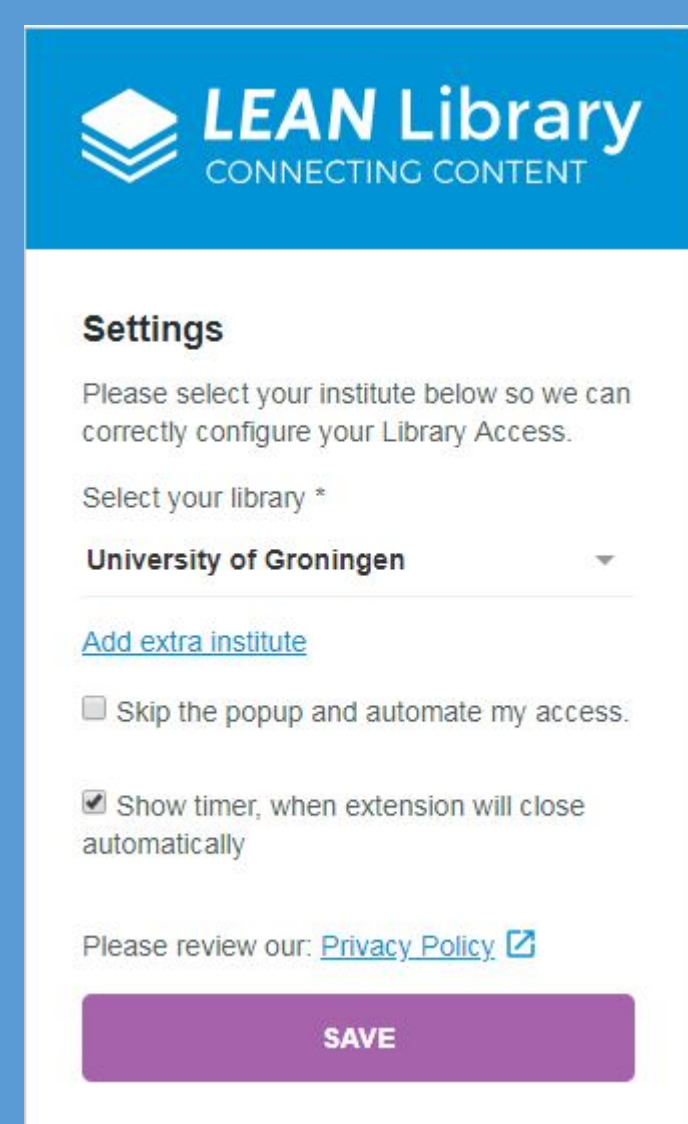 LEAN Library
CONNECTING CONTENT
Settings
Please select your institute below so we can
correctly configure your Library Access.
Select your library *
University of Groningen
Add extra institute
Skip the popup and automate my access.
Show timer, when extension will close
automatically
Please review our: Privacy Policy
SAVE